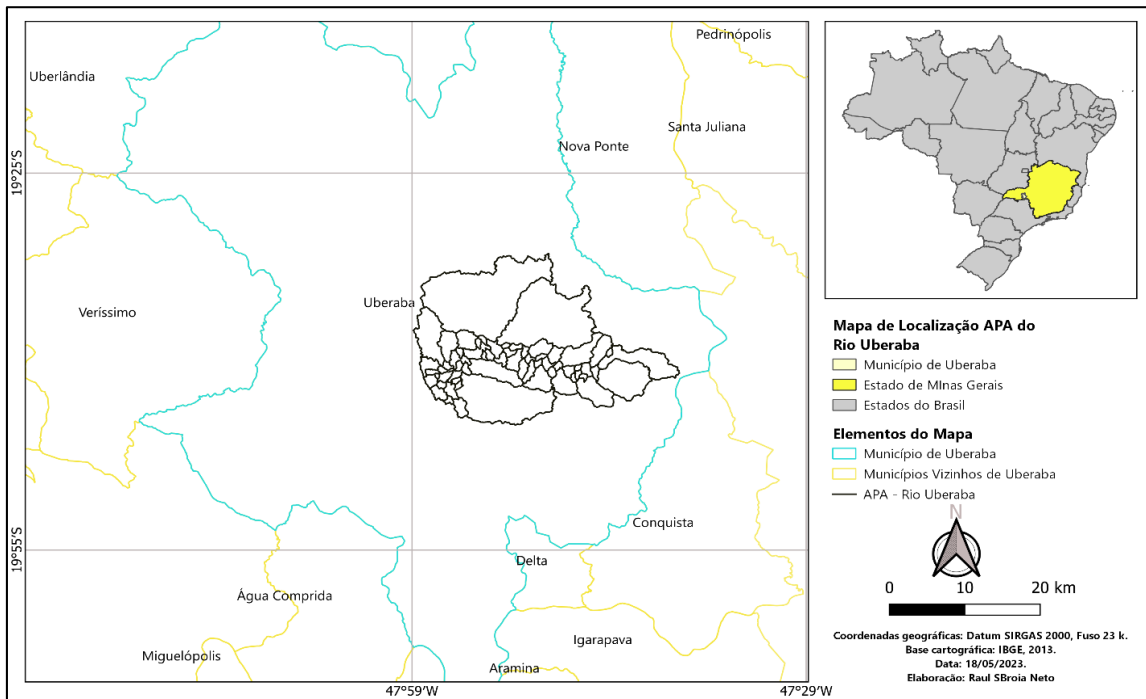 Pedrinópolis
Uberlândia
Santa Juliana
Nova Ponte
19°25'S
Uberaba
Veríssimo
Conquista
19°55'S
Delta
Água Comprida
Igarapava
Miguelópolis
Aramina
47°59'W
47°29'W
Mapa de Localização APA do
Rio Uberaba
Município de Uberaba
Estado de MInas Gerais
Estados do Brasil
Elementos do Mapa
Município de Uberaba
Municípios Vizinhos de Uberaba
APA - Rio Uberaba
N
0 10 20 km
Coordenadas geográficas: Datum SIRGAS 2000, Fuso 23 k.
Base cartográfica: IBGE, 2013.
Data: 18/05/2023.
Elaboração: Raul SBroia Neto